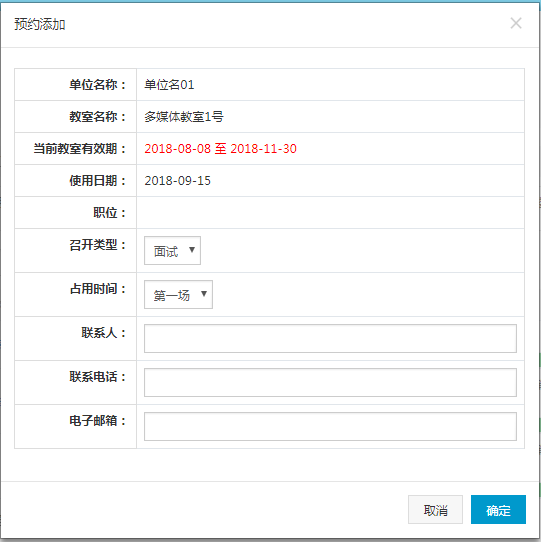 预约添加
单位名称： 单位名01
教室名称： 多媒体教室1号
当前教室有效期： 2018-08-08 至 2018-11-30
使用日期： 2018-09-15
职位：
召开类型： 面试
占用时间： 第一场
联系人：
联系电话：
电子邮箱：
取消 确定